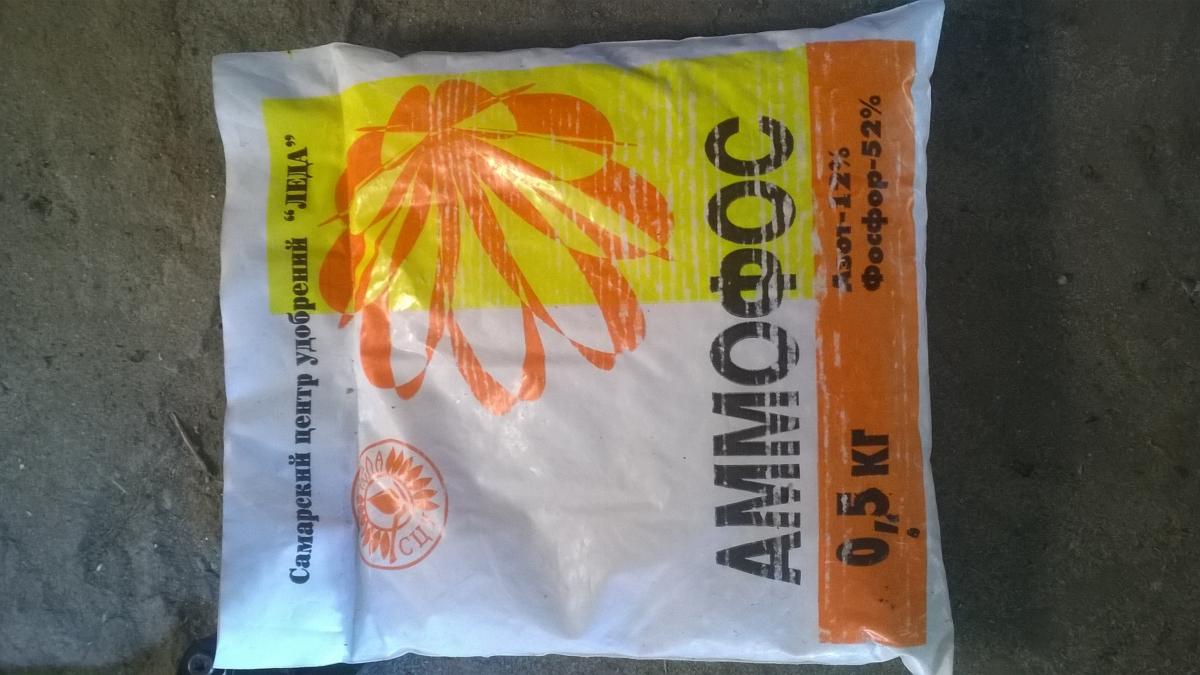 Самарский центр удобрений “ЛЕДА”
АММОФОС
Азот-12%
Фосфор-52%
0,5 кг